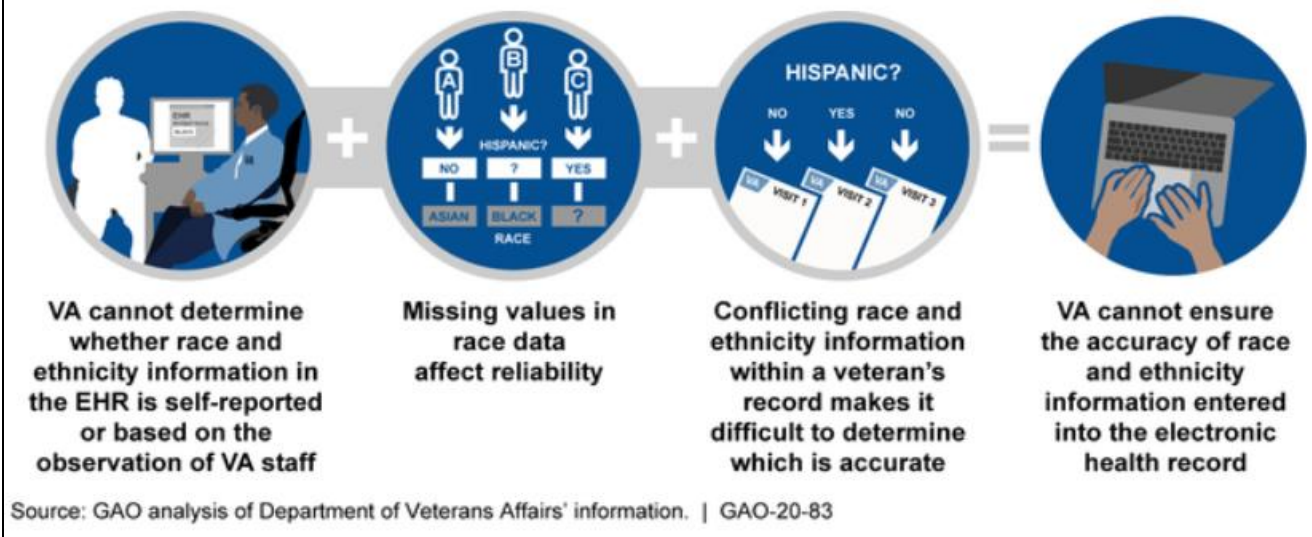 EHR
BLACK
+
A
B
C
HISPANIC?
NO
?
YES
ASIAN
BLACK
?
RACE
+
HISPANIC?
NO
YES
NO
VA VISIT 1
VA VISIT 2
VA VISIT 3
=
VA cannot determine
whether race and
ethnicity information in
the EHR is self-reported
or based on the
observation of VA staff
Missing values in
race data
affect reliability
Conflicting race and
ethnicity information
within a veteran's
record makes it
difficult to determine
which is accurate
VA cannot ensure
the accuracy of race
and ethnicity
information entered
into the electronic
health record
Source: GAO analysis of Department of Veterans Affairs' information. | GAO-20-83